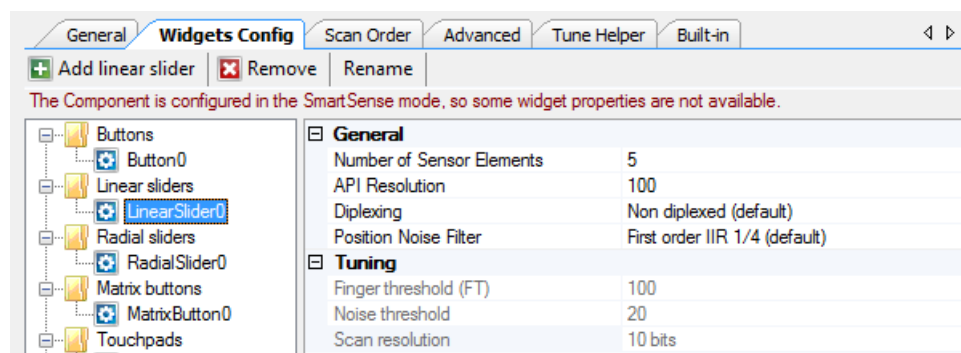 General Widgets Config Scan Order Advanced Tune Helper Built-in
Add linear slider Remove Rename
The Component is configured in the SmartSense mode, so some widget properties are not available.
Buttons
Button0
Linear sliders
LinearSlider0
Radial sliders
RadialSlider0
Matrix buttons
MatrixButton0
Touchpads
General
Number of Sensor Elements 5
API Resolution 100
Diplexing Non diplexed (default)
Position Noise Filter First order IIR 1/4 (default)
Tuning
Finger threshold (FT) 100
Noise threshold 20
Scan resolution 10 bits